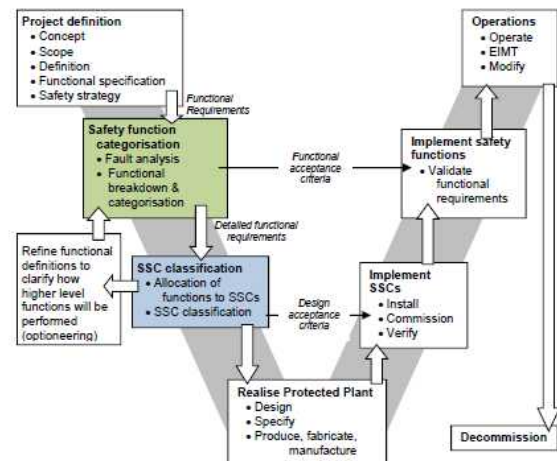 Project definition
• Concept
• Scope
• Definition
• Functional specification
• Safety strategy
Functional
Requirements
Safety function
categorisation
• Fault analysis
• Functional
breakdown &
categorisation
Functional
acceptance
criteria
Detailed functional
requirements
Refine functional
definitions to
clarify how
higher level
functions will be
performed
(optioneering)
SSC classification
• Allocation of
functions to SSCs
• SSC classification
Design
acceptance
criteria
Realise Protected Plant
• Design
• Specify
• Produce, fabricate,
manufacture
Implement
SSCs
• Install
• Commission
• Verify
Implement safety
functions
• Validate
functional
requirements
Operations
• Operate
• EIMT
• Modify
Decommission